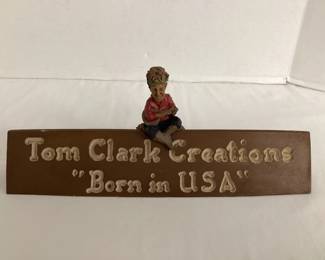 Tom Clark Creations
"Born in USA"